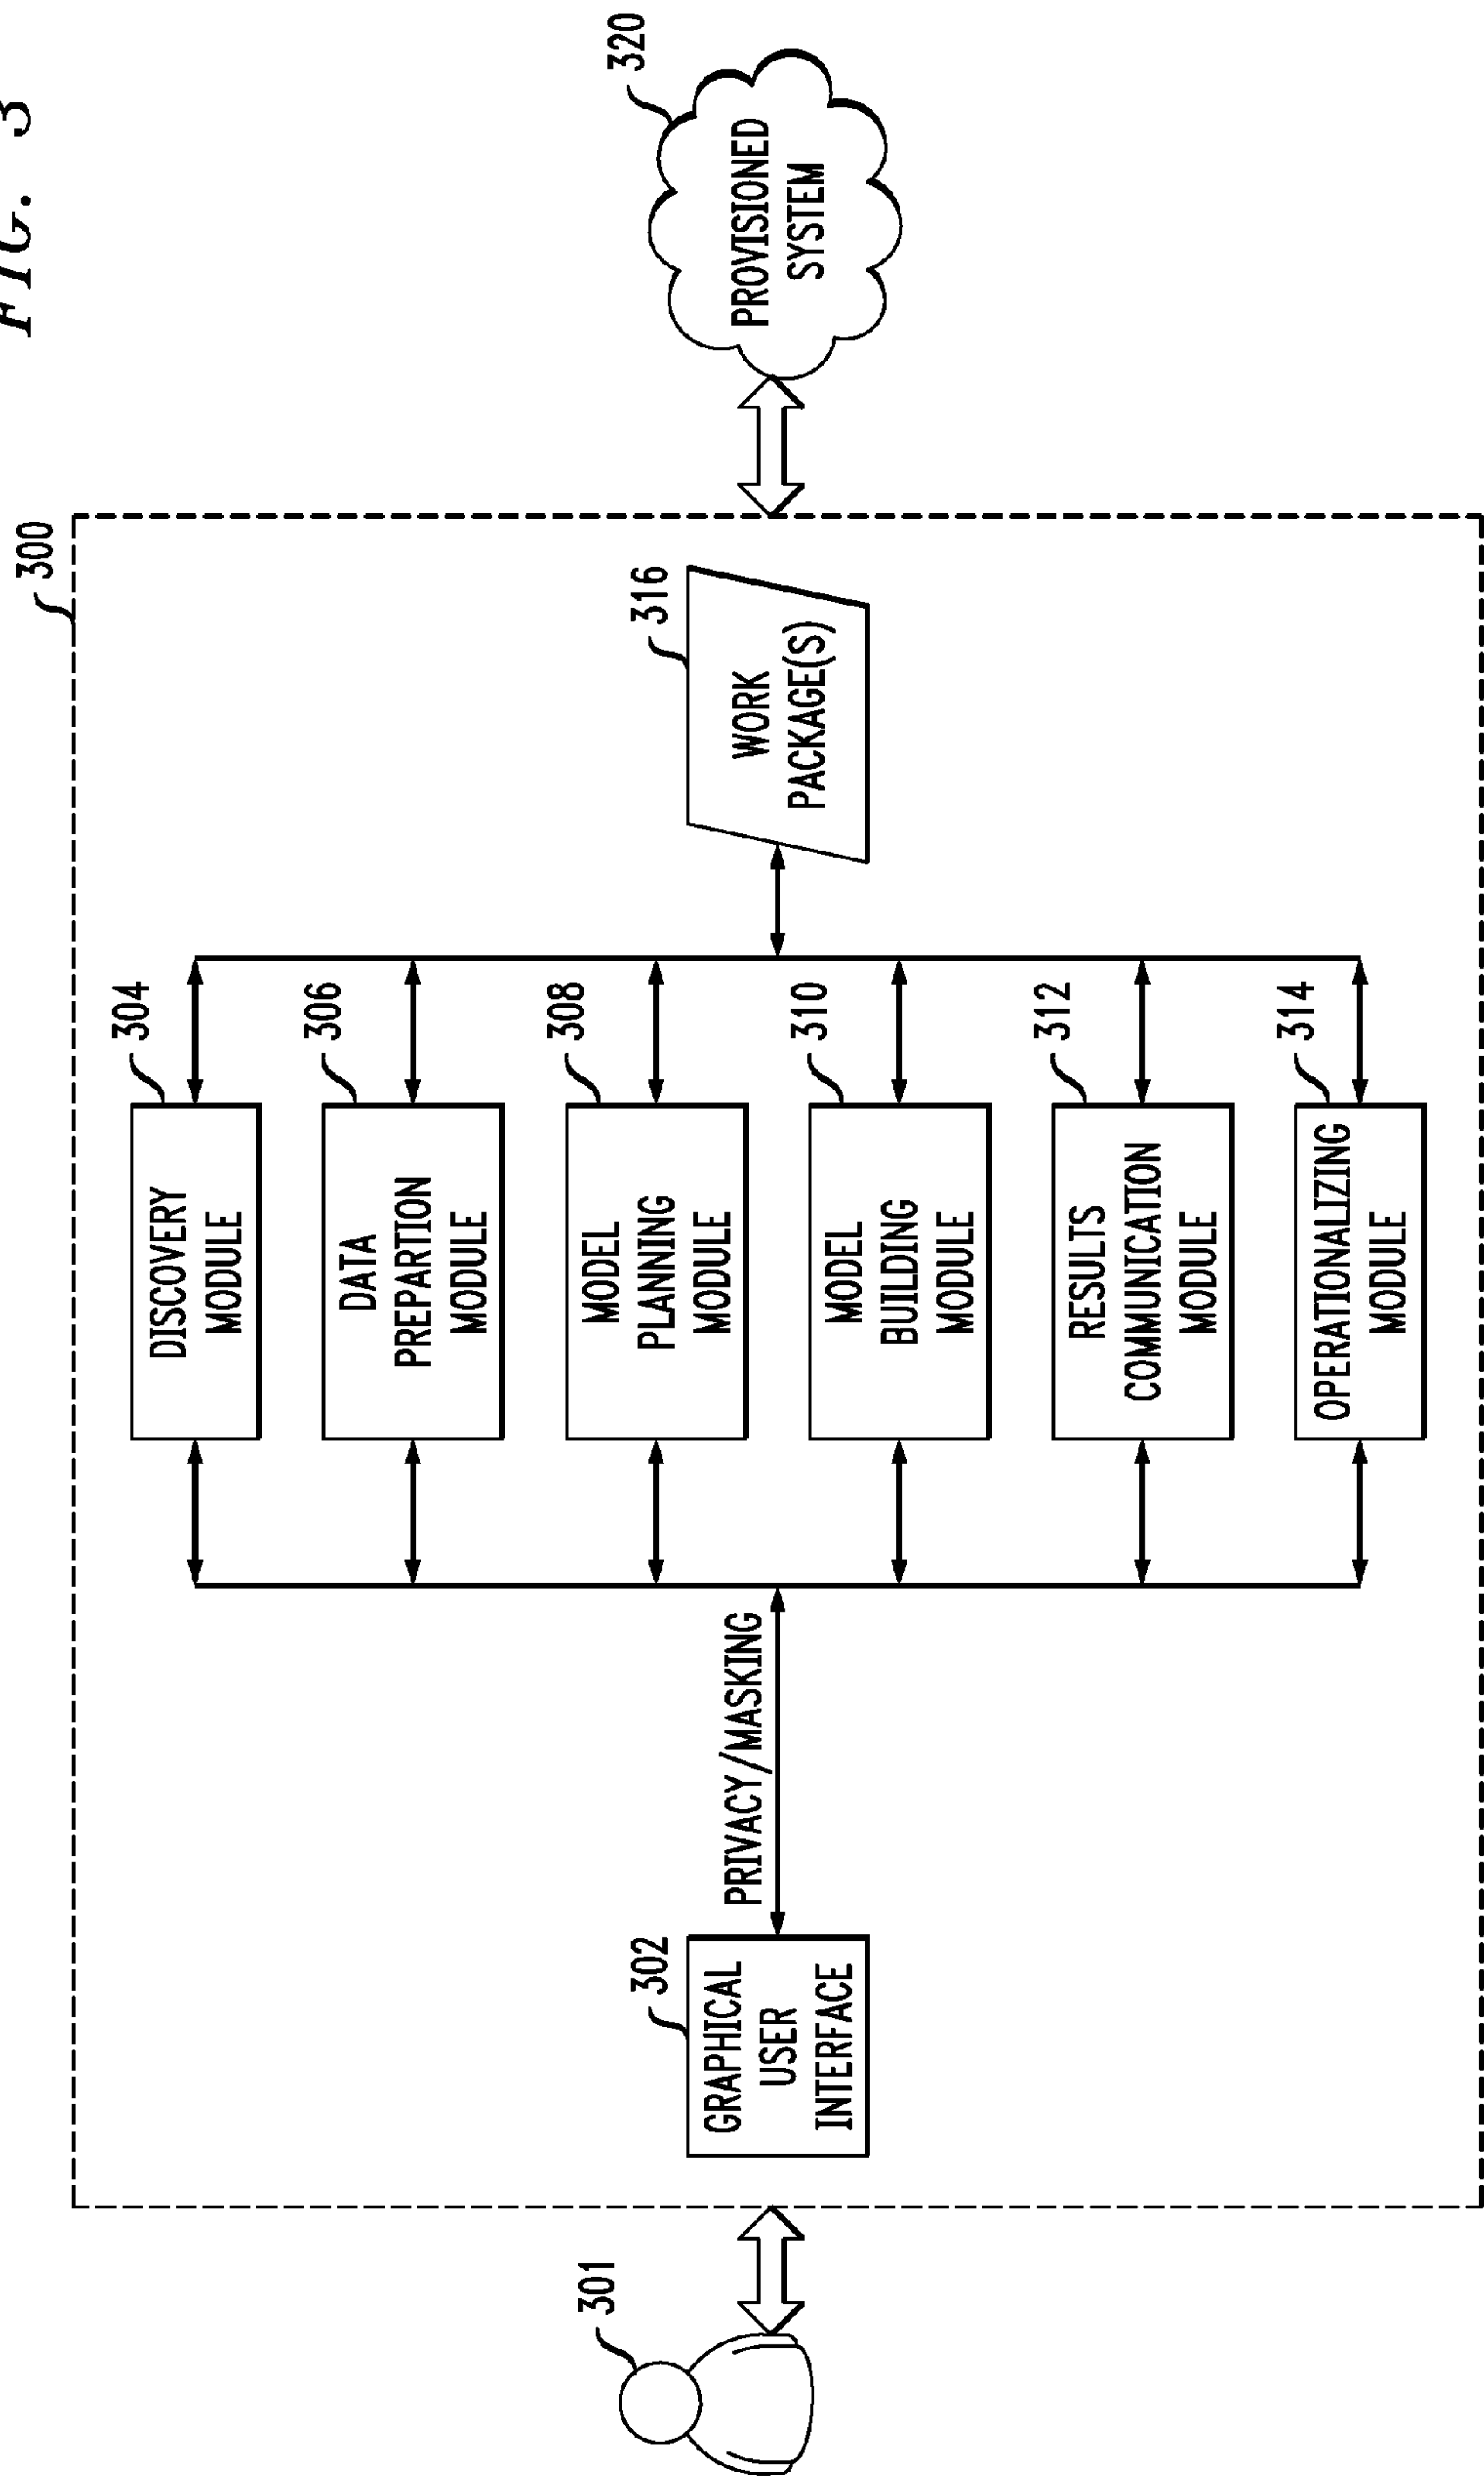 FIG. 3
300
301
302
GRAPHICAL
USER
INTERFACE
PRIVACY/MASKING
304
DISCOVERY
MODULE
306
DATA
PREPARTION
MODULE
308
MODEL
PLANNING
MODULE
310
MODEL
BUILDING
MODULE
312
RESULTS
COMMUNICATION
MODULE
314
OPERATIONALIZING
MODULE
316
WORK
PACKAGE(S)
320
PROVISIONED
SYSTEM